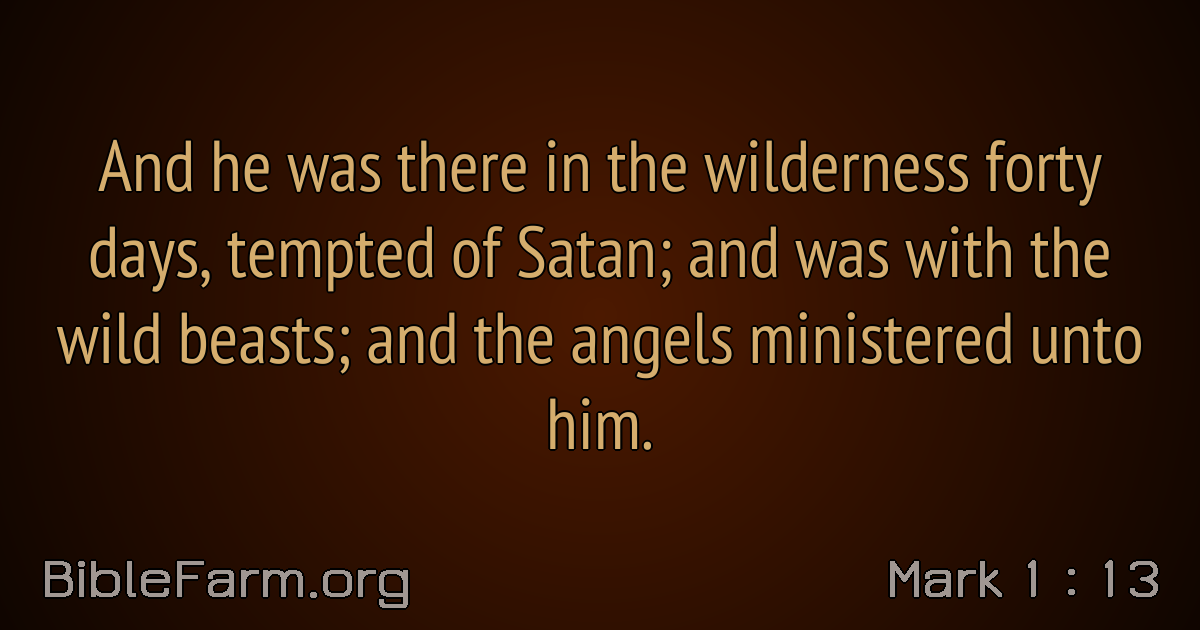 And he was there in the wilderness forty
days, tempted of Satan; and was with the
wild beasts; and the angels ministered unto
him.
BibleFarm.org
Mark 1 : 13